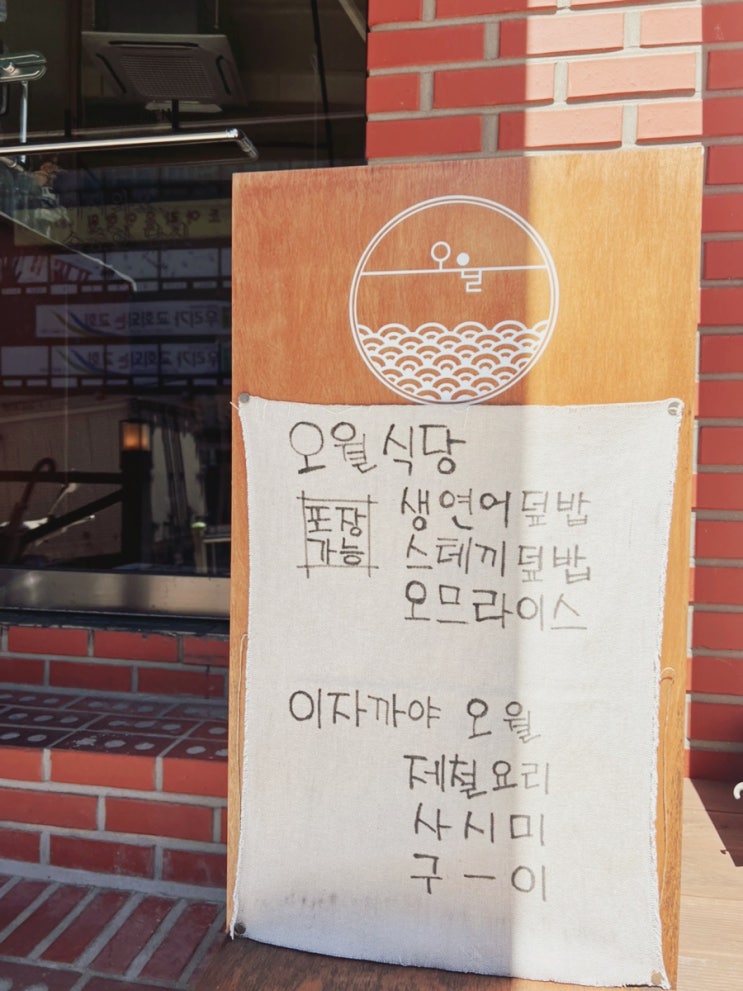 오월
오월식당
포장
가능
생연어덮밥
스테끼덮밥
오므라이스
이자까야 오월
제철요리
사시미
구-이